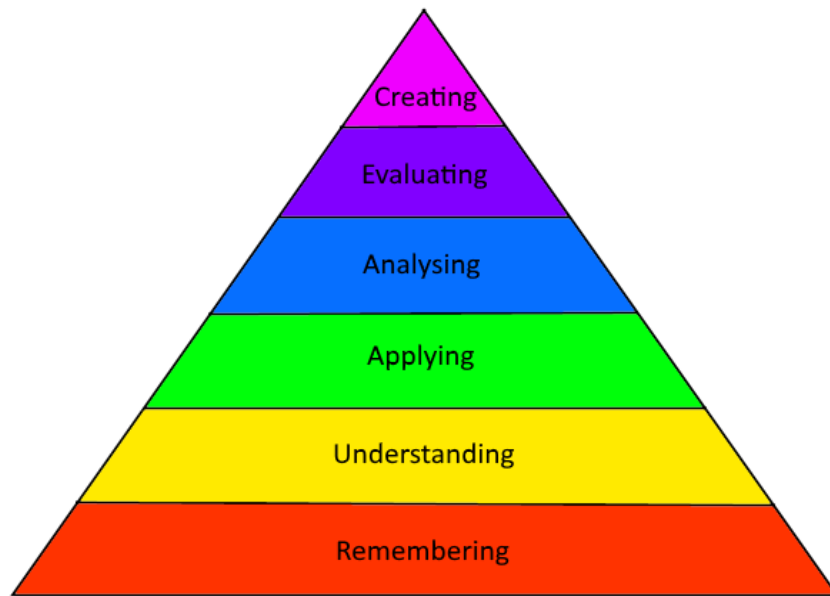 Creating
Evaluating
Analysing
Applying
Understanding
Remembering